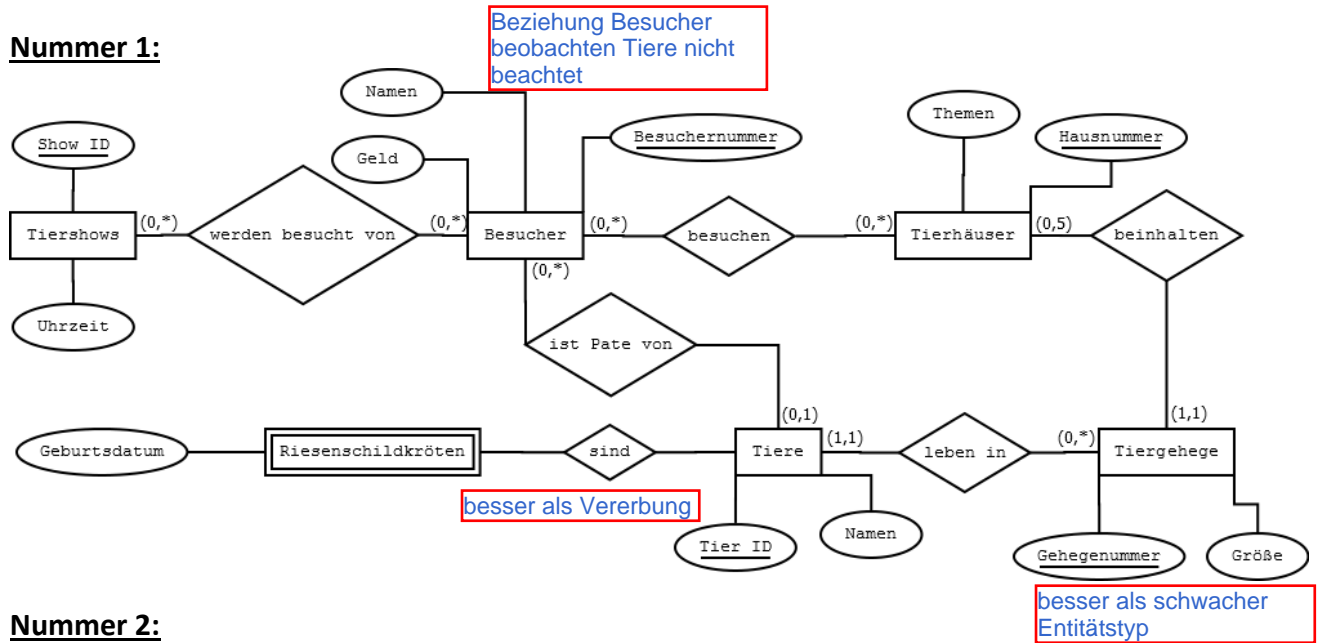 Nummer 1:
Beziehung Besucher
beobachten Tiere nicht
beachtet
Namen
Themen
Show ID
Besuchernummer
Hausnummer
Geld
(0,*)
(0,*)
(0,*)
(0,*)
(0,5)
Tiershows
werden besucht von
Besucher
besuchen
Tierhäuser
beinhalten
(0,*)
Uhrzeit
ist Pate von
(0,1)
(1,1)
(1,1)
(0,*)
Geburtsdatum
Riesenschildkröten
sind
Tiere
leben in
Tiergehege
besser als Vererbung
Tier ID
Namen
Gehegenummer
Größe
besser als schwacher
Entitätstyp
Nummer 2: